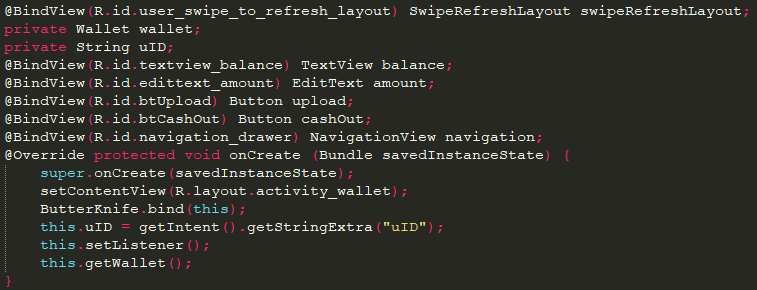 @BindView(R.id.user_swipe_to_refresh_layout) SwipeRefreshLayout swipeRefreshLayout;
private Wallet wallet;
private String uID;
@BindView(R.id.textview_balance) TextView balance;
@BindView(R.id.edittext_amount) EditText amount;
@BindView(R.id.btUpload) Button upload;
@BindView(R.id.btCashOut) Button cashOut;
@BindView(R.id.navigation_drawer) NavigationView navigation;
@Override protected void onCreate (Bundle savedInstanceState) {
    super.onCreate(savedInstanceState);
    setContentView(R.layout.activity_wallet);
    ButterKnife.bind(this);
    this.uID = getIntent().getStringExtra("uID");
    this.setListener();
    this.getWallet();
}